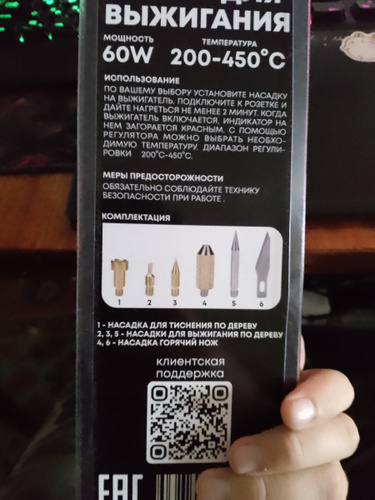 ДЛЯ
ВЫЖИГАНИЯ
МОЩНОСТЬ
60W
ТЕМПЕРАТУРА
200-450°C
ИСПОЛЬЗОВАНИЕ
ПО ВАШЕМУ ВЫБОРУ УСТАНОВИТЕ НАСАДКУ
НА ВЫЖИГАТЕЛЬ. ПОДКЛЮЧИТЕ К РОЗЕТКЕ И
ДАЙТЕ НАГРЕТЬСЯ НЕ МЕНЕЕ 2 МИНУТ. КОГДА
ВЫЖИГАТЕЛЬ ВКЛЮЧАЕТСЯ, ИНДИКАТОР НА
НЕМ ЗАГОРАЕТСЯ КРАСНЫМ. С ПОМОЩЬЮ
РЕГУЛЯТОРА МОЖНО ВЫБРАТЬ НЕОБХО-
ДИМУЮ ТЕМПЕРАТУРУ. ДИАПАЗОН РЕГУЛИ-
РОВКИ 200°C-450°C.
МЕРЫ ПРЕДОСТОРОЖНОСТИ
ОБЯЗАТЕЛЬНО СОБЛЮДАЙТЕ ТЕХНИКУ
БЕЗОПАСНОСТИ ПРИ РАБОТЕ .
КОМПЛЕКТАЦИЯ
1 2 3 4 5 6
1 - НАСАДКА ДЛЯ ТИСНЕНИЯ ПО ДЕРЕВУ
2, 3, 5 - НАСАДКИ ДЛЯ ВЫЖИГАНИЯ ПО ДЕРЕВУ
4, 6 - НАСАДКА ГОРЯЧИЙ НОЖ
КЛИЕНТСКАЯ
ПОДДЕРЖКА
EAC